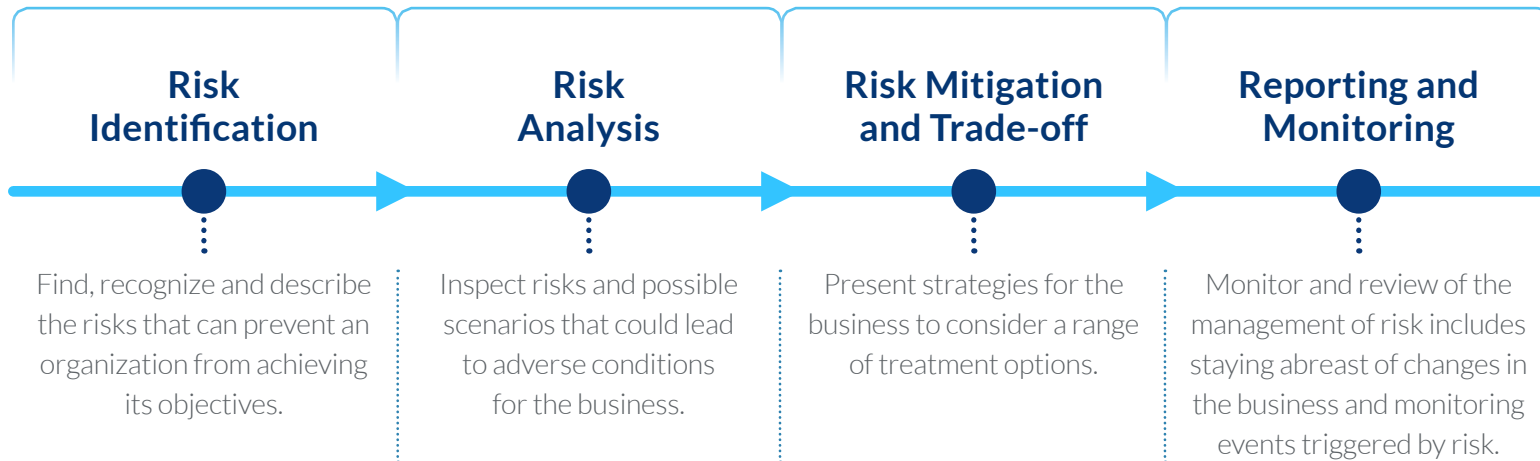 Risk
Identification
Risk
Analysis
Risk Mitigation
and Trade-off
Reporting and
Monitoring
Find, recognize and describe
the risks that can prevent an
organization from achieving
its objectives.
Inspect risks and possible
scenarios that could lead
to adverse conditions
for the business.
Present strategies for the
business to consider a range
of treatment options.
Monitor and review of the
management of risk includes
staying abreast of changes in
the business and monitoring
events triggered by risk.